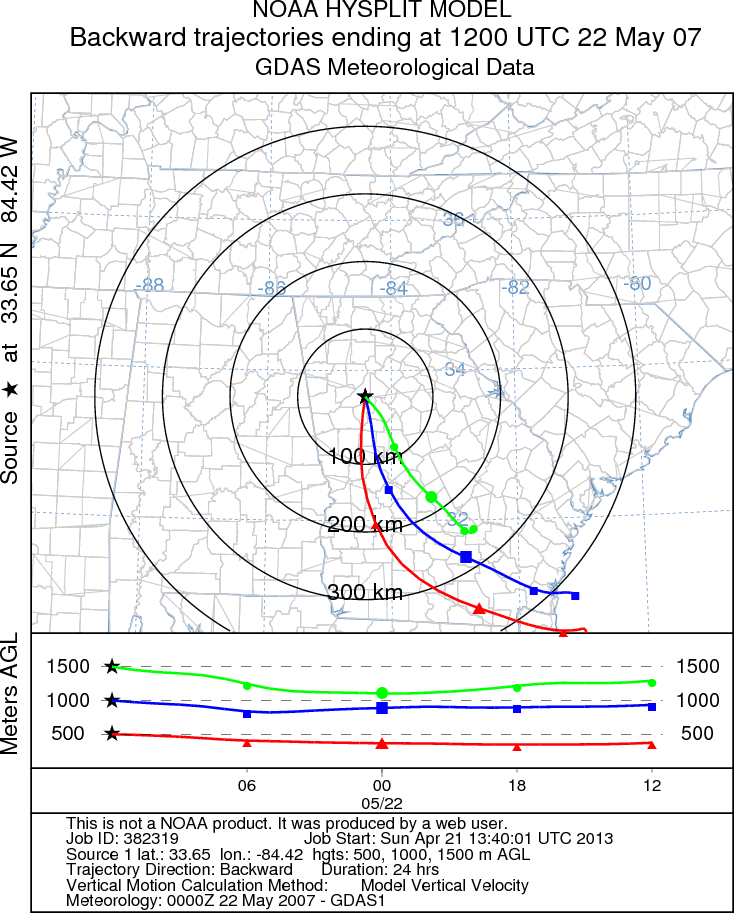 NOAA HYSPLIT MODEL
Backward trajectories ending at 1200 UTC 22 May 07
GDAS Meteorological Data
Source ★ at 33.65 N 84.42 W
36
-88 -86 -84 -82 -80
34
100 km
32
200 km
300 km
Meters AGL
1500 1500
1000 1000
500 500
06 00 18 12
05/22
This is not a NOAA product. It was produced by a web user.
Job ID: 382319 Job Start: Sun Apr 21 13:40:01 UTC 2013
Source 1 lat.: 33.65 lon.: -84.42 hgts: 500, 1000, 1500 m AGL
Trajectory Direction: Backward Duration: 24 hrs
Vertical Motion Calculation Method: Model Vertical Velocity
Meteorology: 0000Z 22 May 2007 - GDAS1